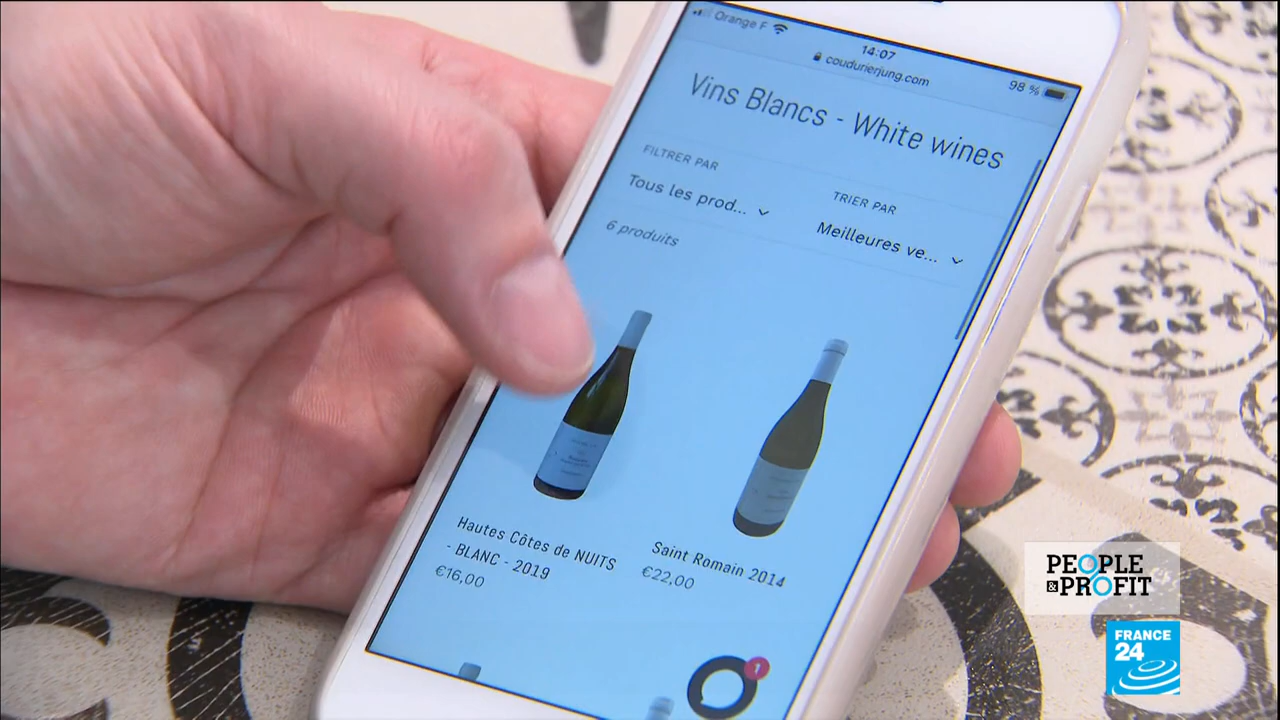 Orange F
14:07
98 %
coudurierjung.com
Vins Blancs - White wines
FILTRER PAR
Tous les prod...
TRIER PAR
Meilleures ve...
6 produits
Hautes Côtes de NUITS
- BLANC - 2019
€16,00
Saint Romain 2014
€22,00
1
PEOPLE
& PROFIT
FRANCE
24